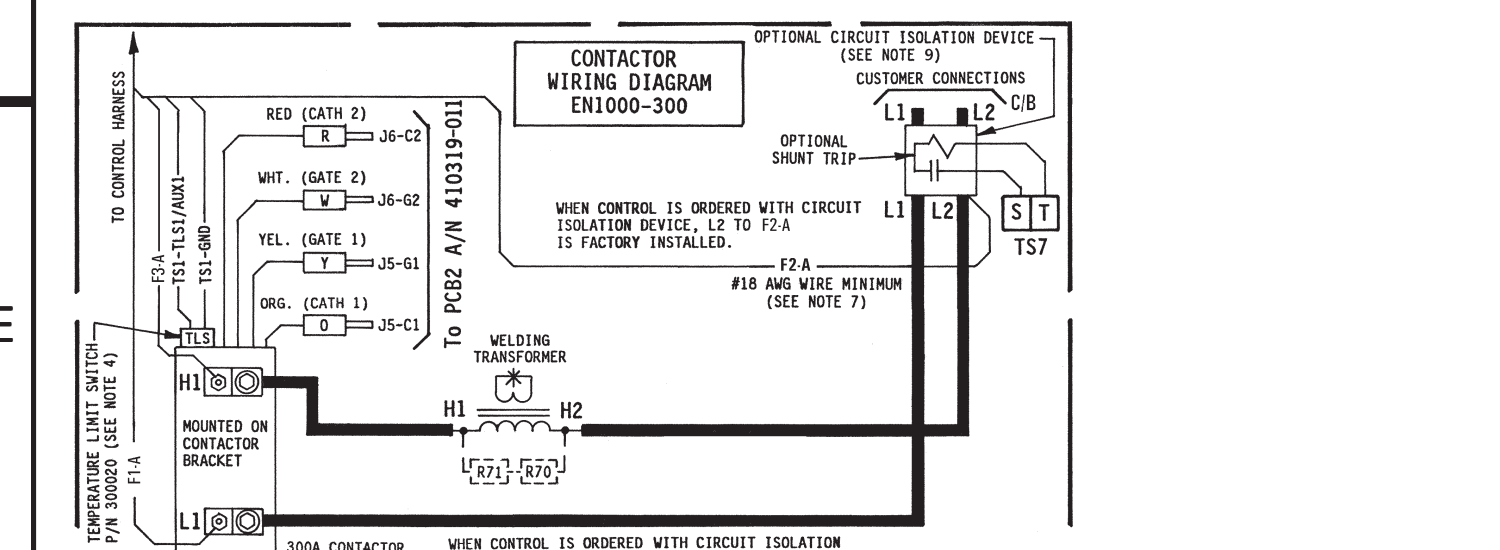 CONTACTOR
WIRING DIAGRAM
EN1000-300
OPTIONAL CIRCUIT ISOLATION DEVICE
(SEE NOTE 9)
CUSTOMER CONNECTIONS
C/B
L1
L2
OPTIONAL
SHUNT TRIP
L1
L2
S T
TS7
TO CONTROL HARNESS
F3-A
TS1-TLS1/AUX1
TS1-GND
RED (CATH 2)
R
J6-C2
WHT. (GATE 2)
W
J6-G2
YEL. (GATE 1)
Y
J5-G1
ORG. (CATH 1)
O
J5-C1
To PCB2 A/N 410319-011
WHEN CONTROL IS ORDERED WITH CIRCUIT
ISOLATION DEVICE, L2 TO F2-A
IS FACTORY INSTALLED.
F2-A
#18 AWG WIRE MINIMUM
(SEE NOTE 7)
TLS
TEMPERATURE LIMIT SWITCH
P/N 300020 (SEE NOTE 4)
F1-A
H1
MOUNTED ON
CONTACTOR
BRACKET
L1
WELDING
TRANSFORMER
H1
H2
R71
R70
300A CONTACTOR
WHEN CONTROL IS ORDERED WITH CIRCUIT ISOLATION